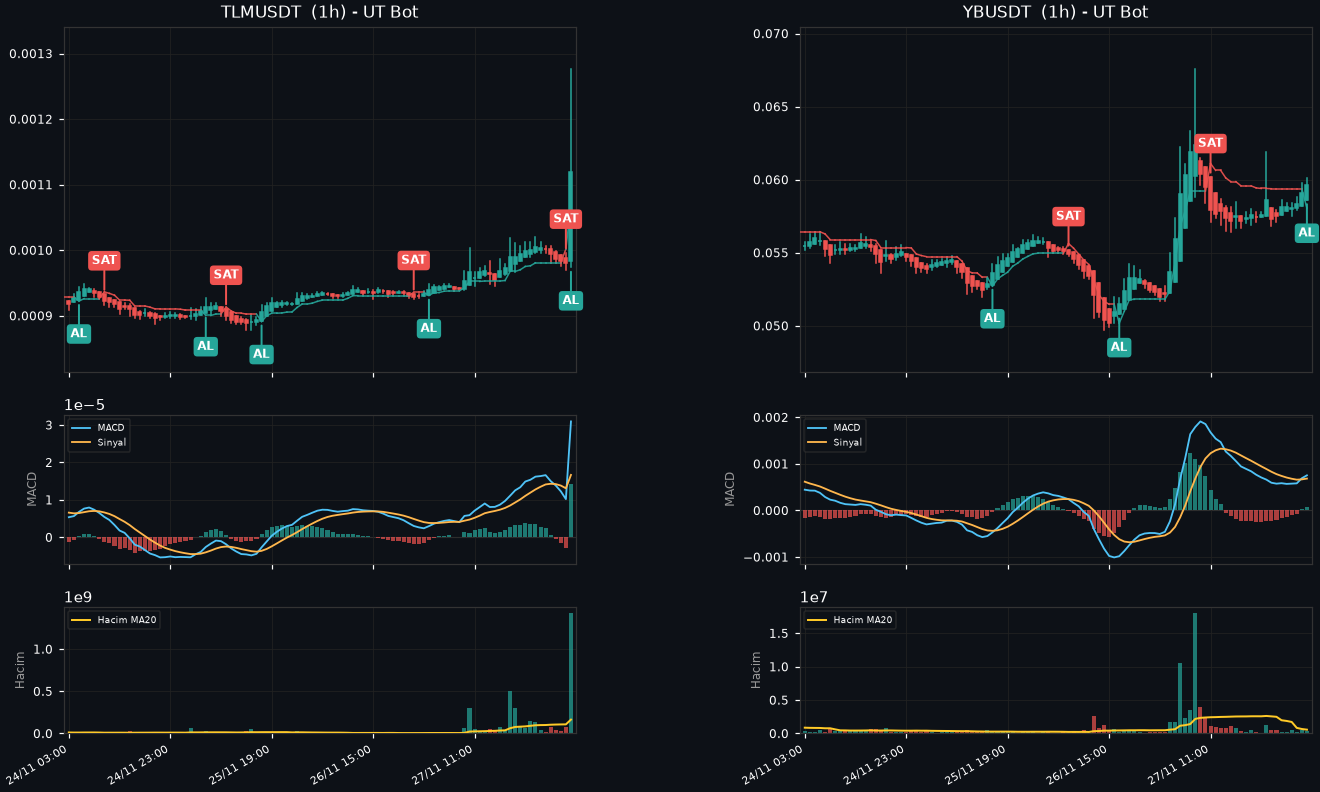 TLMUSDT (1h) - UT Bot
0.0013
0.0012
0.0011
0.0010
0.0009
SAT
SAT
SAT
SAT
AL
AL
AL
AL
AL
1e−5
MACD
Sinyal
3
2
1
0
MACD
1e9
Hacim MA20
1.0
0.5
0.0
Hacim
24/11 03:00
24/11 23:00
25/11 19:00
26/11 15:00
27/11 11:00
YBUSDT (1h) - UT Bot
0.070
0.065
0.060
0.055
0.050
SAT
SAT
AL
AL
AL
MACD
Sinyal
0.002
0.001
0.000
−0.001
MACD
1e7
Hacim MA20
1.5
1.0
0.5
0.0
Hacim
24/11 03:00
24/11 23:00
25/11 19:00
26/11 15:00
27/11 11:00